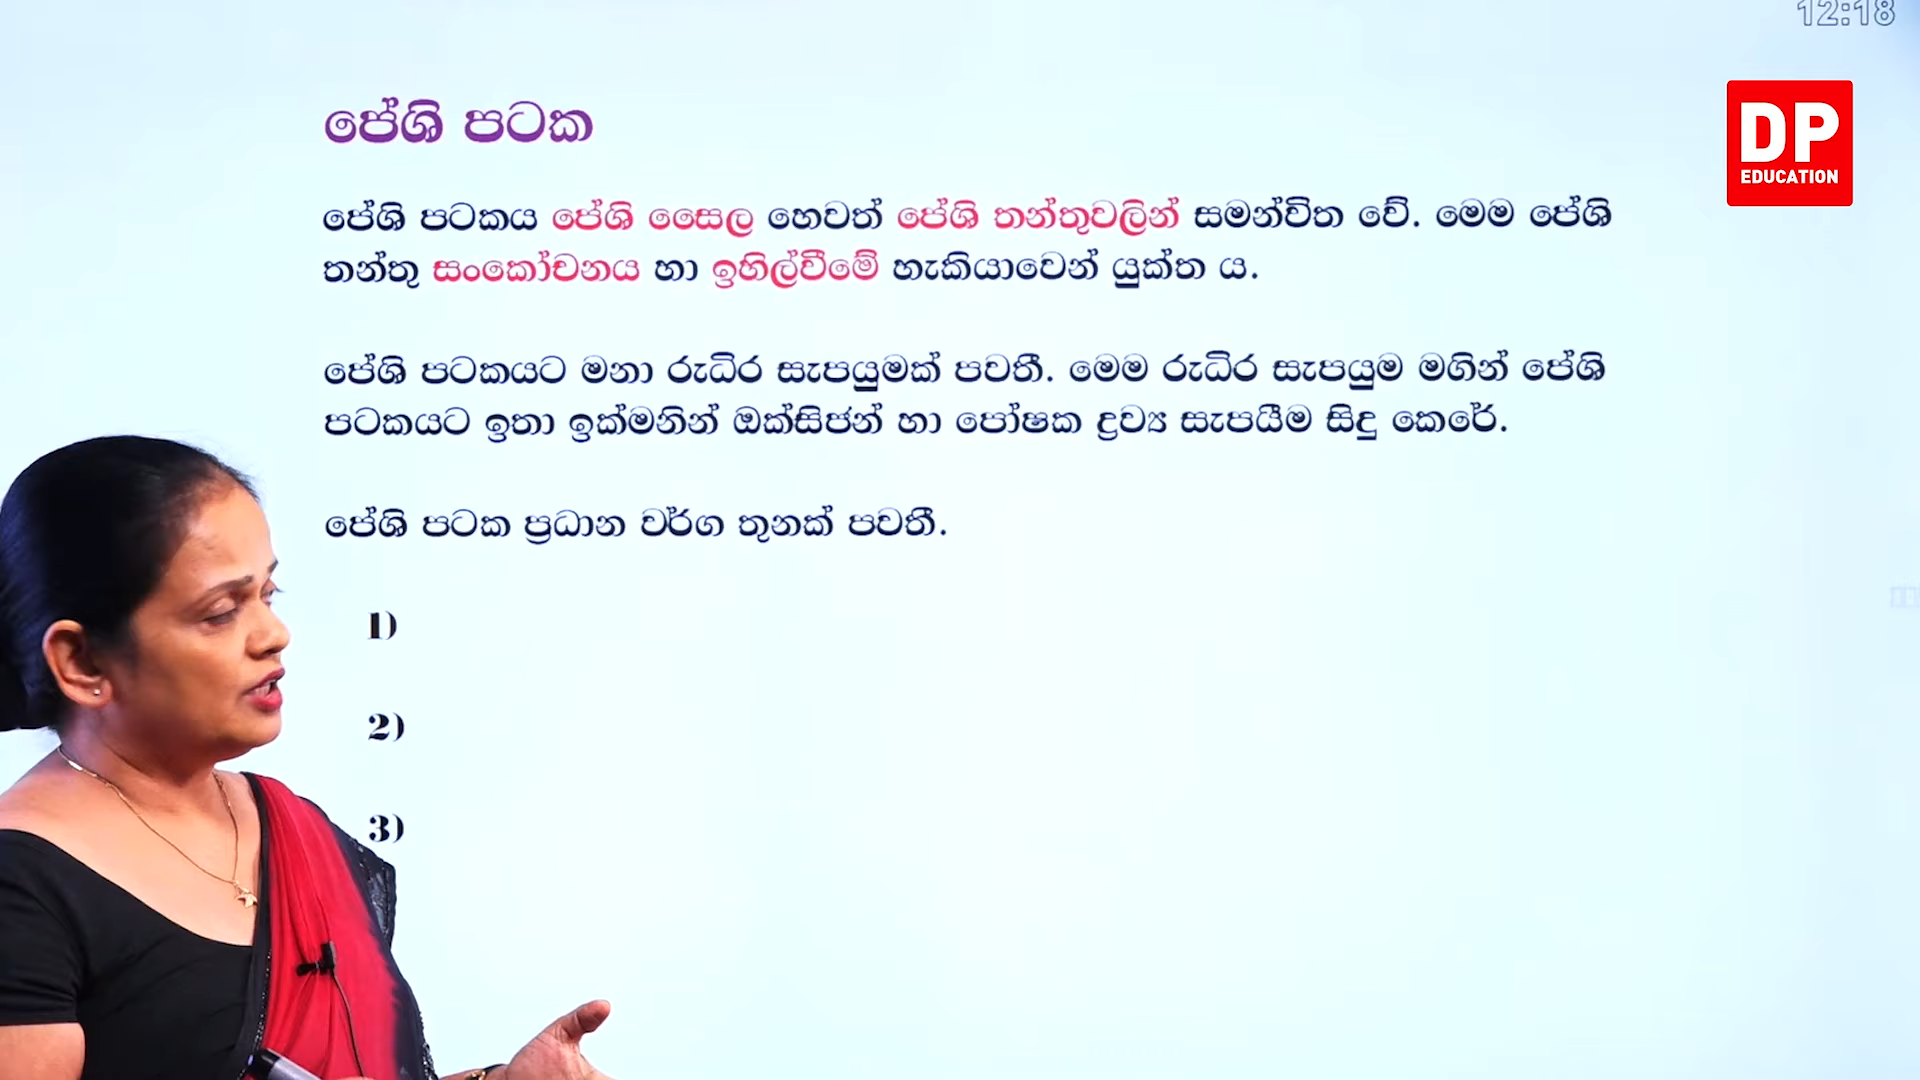 12:18
DP
EDUCATION
පේශි පටක
පේශි පටකය පේශි සෛල හෙවත් පේශි තන්තුවලින් සමන්විත වේ. මෙම පේශි
තන්තු සංකෝචනය හා ඉහිල්වීමේ හැකියාවෙන් යුක්ත ය.
පේශි පටකයට මනා රුධිර සැපයුමක් පවතී. මෙම රුධිර සැපයුම මගින් පේශි
පටකයට ඉතා ඉක්මනින් ඔක්සිජන් හා පෝෂක ද්‍රව්‍ය සැපයීම සිදු කෙරේ.
පේශි පටක ප්‍රධාන වර්ග තුනක් පවතී.
1)
2)
3)